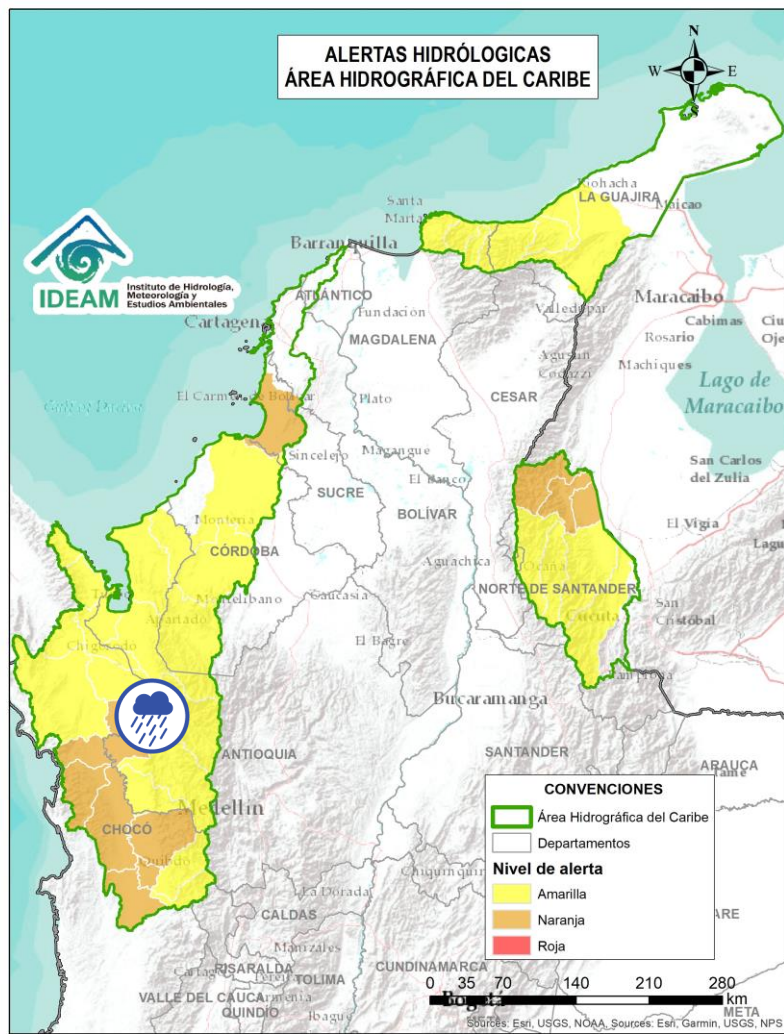 ALERTAS HIDRÓLOGICAS
ÁREA HIDROGRÁFICA DEL CARIBE
N
W
E
S
Riohacha
LA GUAJIRA
Maicao
Santa
Marta
Barranquilla
IDEAM
Instituto de Hidrología,
Meteorología y
Estudios Ambientales
ATLÁNTICO
Cartagen
Fundación
Valledupar
Maracaibo
Cabimas
Rosario
MAGDALENA
Agustín
Codazzi
Machiques
CESAR
Lago de
Maracaibo
El Carmen de Bolívar
Plato
Sincelejo
Magangue
San Carlos
del Zulia
El Banco
SUCRE
BOLÍVAR
El Vigía
Montería
CÓRDOBA
Aguachica
Ocaña
NORTE DE SANTANDER
Caucasia
San
Cristóbal
Cúcuta
Apartadó
Chigorodó
El Bagre
Pamplona
Bucaramanga
ANTIOQUIA
SANTANDER
ARAUCA
Medellín
CHOCÓ
Quibdó
CONVENCIONES
Área Hidrográfica del Caribe
Departamentos
Nivel de alerta
Amarilla
Naranja
Roja
Chiquinquir
La Dorada
CALDAS
Manizales
RISARALDA
TOLIMA
CUNDINAMARCA
VALLE DEL CAUCA
Armenia
QUINDÍO
Ibagué
Bogotá
META
0 35 70 140 210 280
km
Sources: Esri, USGS, NOAA, Sources: Esri, Garmin, USGS, NPS